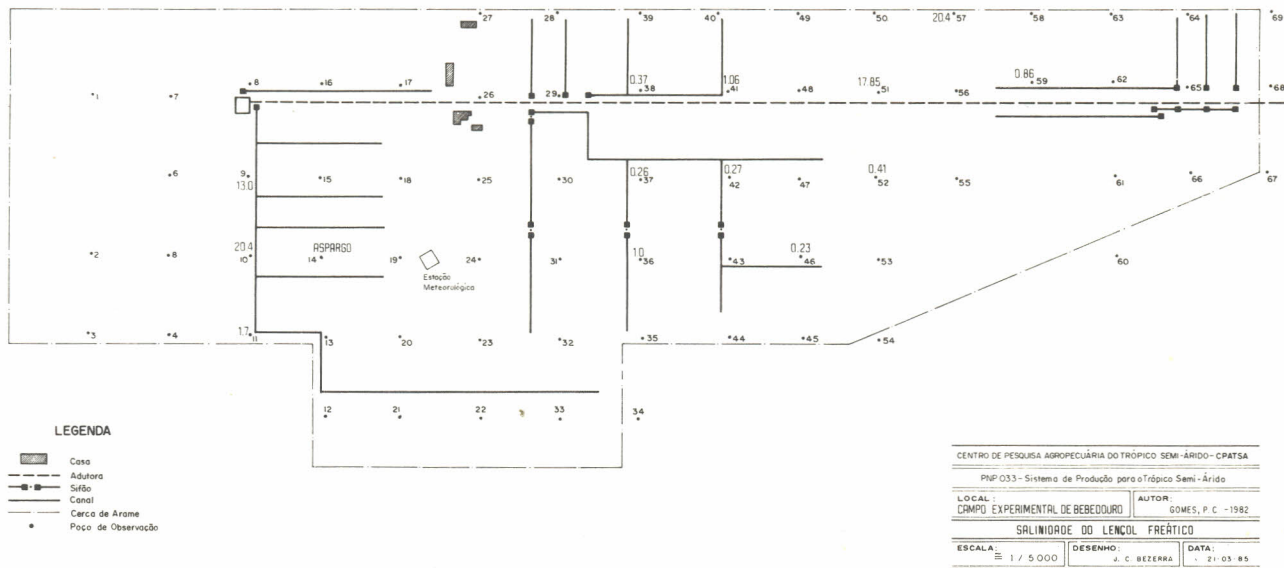 27 28 39 40 49 50 20.4 57 58 63 64 69
8 16 17 0.37 1.06 17.85 0.86
1 7 26 29 38 41 48 51 56 59 62 65 68
6 9 15 18 25 30 0.26 37 0.27 42 47 0.41 52 55 61 66 67
13.0
20.4 ASPARGO 1.0 0.23
2 8 10 14 19 24 31 36 43 46 53 60
Estação
Meteorológica
3 4 1.7 11 13 20 23 32 35 44 45 54
12 21 22 33 34
LEGENDA
Casa
Adutora
Sifão
Canal
Cerca de Arame
Poço de Observação
CENTRO DE PESQUISA AGROPECUÁRIA DO TRÓPICO SEMI-ÁRIDO-CPATSA
PNP 033-Sistema de Produção para o Trópico Semi-Árido
LOCAL: CAMPO EXPERIMENTAL DE BEBEDOURO
AUTOR: GOMES, P. C. -1982
SALINIDADE DO LENÇOL FREÁTICO
ESCALA: ≅ 1 / 5 000
DESENHO: J. C. BEZERRA
DATA: 21-03-85